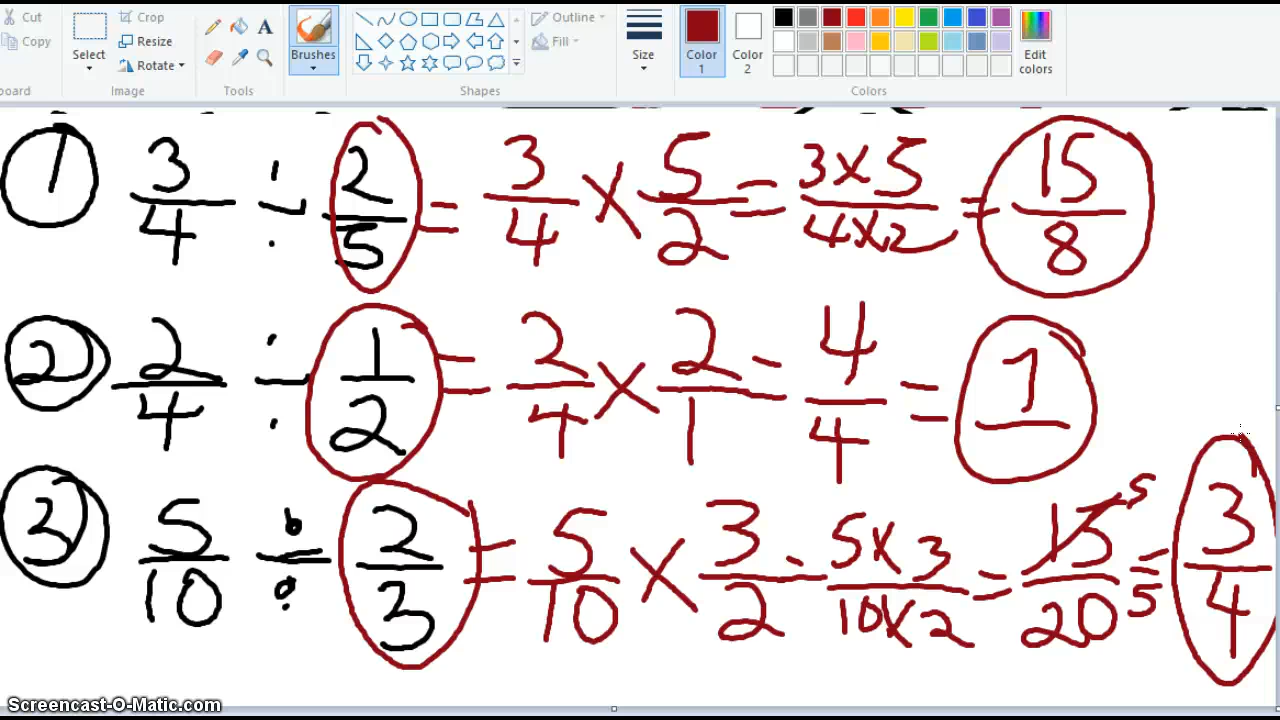 Cut
Copy
oard
Select
Crop
Resize
Rotate
Image
A
Tools
Brushes
Shapes
Outline
Fill
Size
Color 1
Color 2
Edit colors
Colors
① 3/4 ÷ 2/5 = 3/4 × 5/2 = 3×5/4×2 = 15/8
② 2/4 ÷ 1/2 = 2/4 × 2/1 = 4/4 = 1
③ 5/10 ÷ 2/3 = 5/10 × 3/2 = 5×3/10×2 = 15/20 ÷ 5/5 3/4
Screencast-O-Matic.com